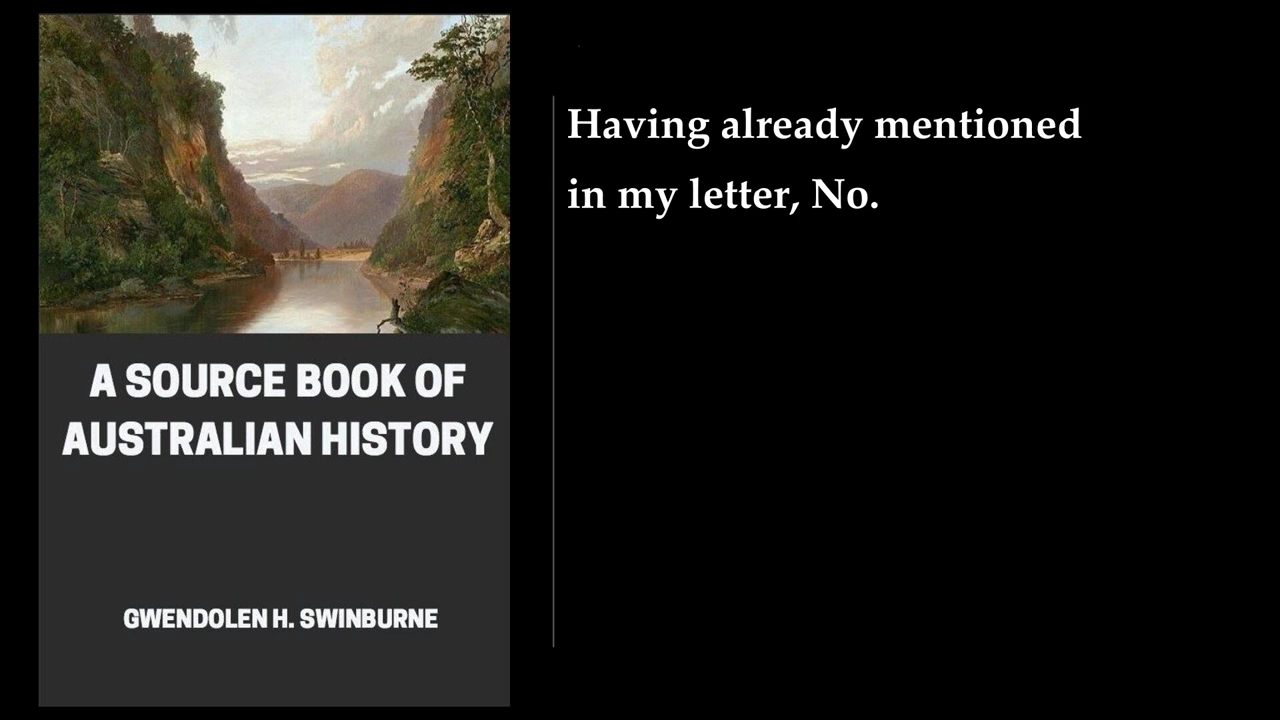 A SOURCE BOOK OF
AUSTRALIAN HISTORY
GWENDOLEN H. SWINBURNE
Having already mentioned
in my letter, No.